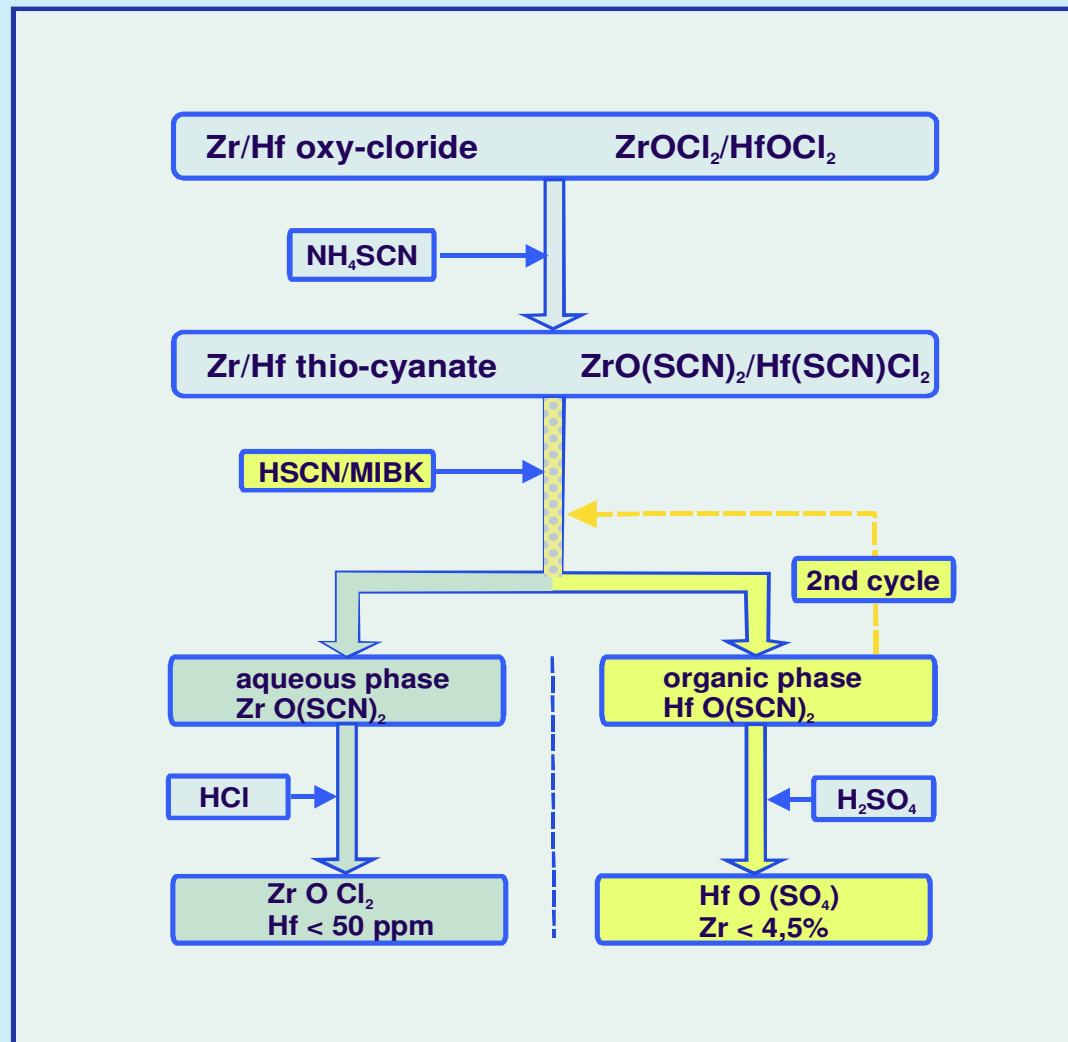 Zr/Hf oxy-cloride ZrOCl₂/HfOCl₂
NH₄SCN
Zr/Hf thio-cyanate ZrO(SCN)₂/Hf(SCN)Cl₂
HSCN/MIBK
2nd cycle
aqueous phase
Zr O(SCN)₂
organic phase
Hf O(SCN)₂
HCl
H₂SO₄
Zr O Cl₂
Hf < 50 ppm
Hf O (SO₄)
Zr < 4,5%